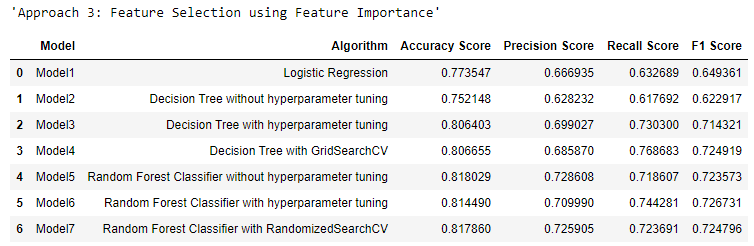 'Approach 3: Feature Selection using Feature Importance'
Model Algorithm Accuracy Score Precision Score Recall Score F1 Score
0 Model1 Logistic Regression 0.773547 0.666935 0.632689 0.649361
1 Model2 Decision Tree without hyperparameter tuning 0.752148 0.628232 0.617692 0.622917
2 Model3 Decision Tree with hyperparameter tuning 0.806403 0.699027 0.730300 0.714321
3 Model4 Decision Tree with GridSearchCV 0.806655 0.685870 0.768683 0.724919
4 Model5 Random Forest Classifier without hyperparameter tuning 0.818029 0.728608 0.718607 0.723573
5 Model6 Random Forest Classifier with hyperparameter tuning 0.814490 0.709990 0.744281 0.726731
6 Model7 Random Forest Classifier with RandomizedSearchCV 0.817860 0.725905 0.723691 0.724796